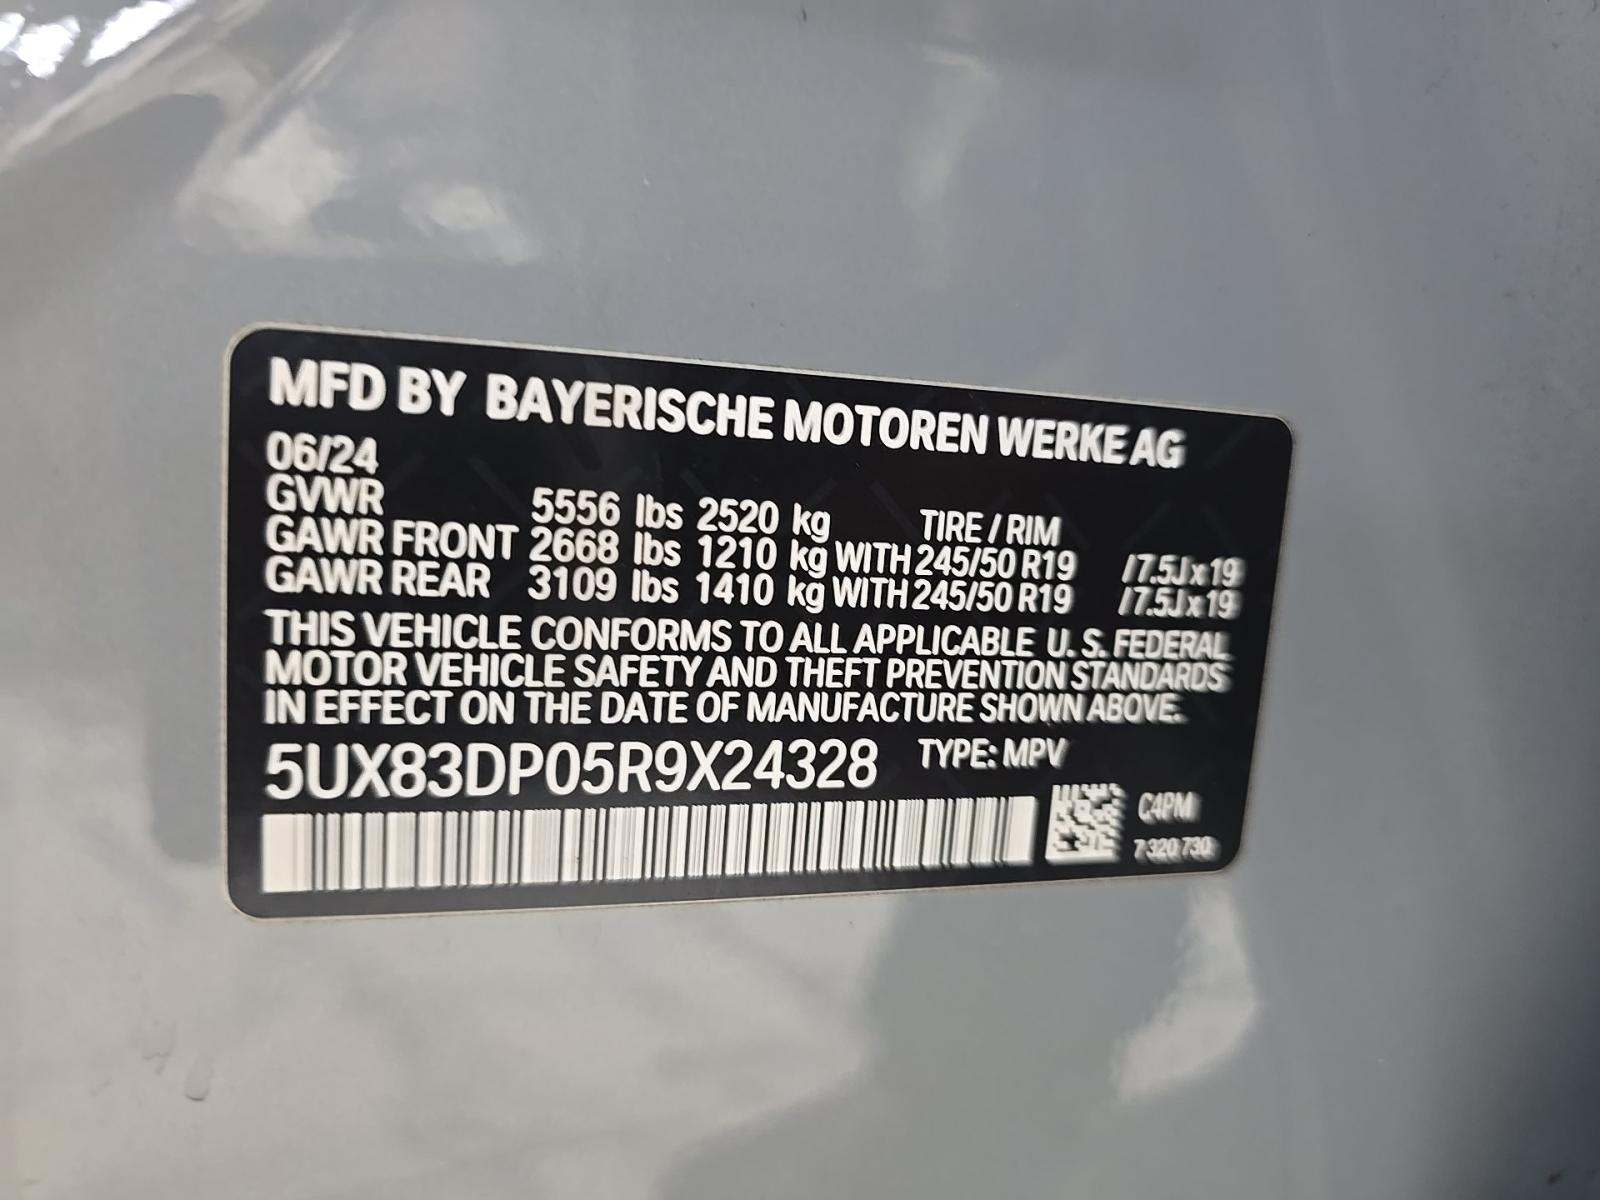 MFD BY BAYERISCHE MOTOREN WERKE AG
06/24
GVWR 5556 lbs 2520 kg TIRE / RIM
GAWR FRONT 2668 lbs 1210 kg WITH 245/50 R19 / 7.5J x 19
GAWR REAR 3109 lbs 1410 kg WITH 245/50 R19 / 7.5J x 19
THIS VEHICLE CONFORMS TO ALL APPLICABLE U. S. FEDERAL
MOTOR VEHICLE SAFETY AND THEFT PREVENTION STANDARDS
IN EFFECT ON THE DATE OF MANUFACTURE SHOWN ABOVE.
5UX83DP05R9X24328 TYPE: MPV
C4PM
7 320 730